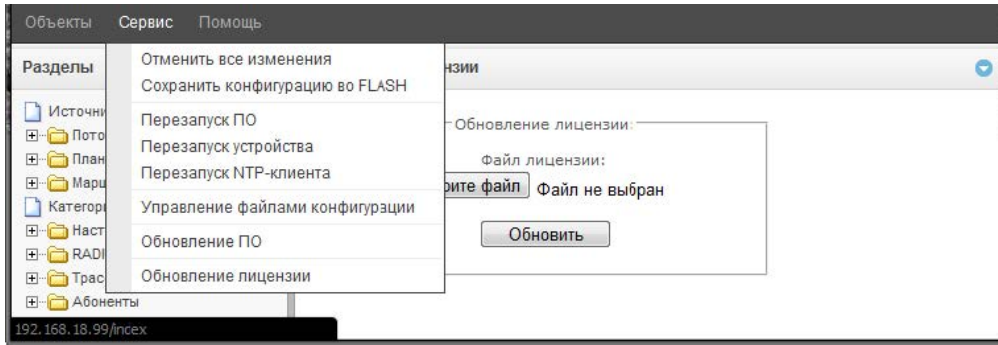 Объекты Сервис Помощь
Разделы
нзии
Отменить все изменения
Сохранить конфигурацию во FLASH
Перезапуск ПО
Перезапуск устройства
Перезапуск NTP-клиента
Управление файлами конфигурации
Обновление ПО
Обновление лицензии
Источни
Пото
План
Марш
Категор
Наст
RADI
Трас
Абоненты
Обновление лицензии:
Файл лицензии:
рите файл Файл не выбран
Обновить
192.168.18.99/incex